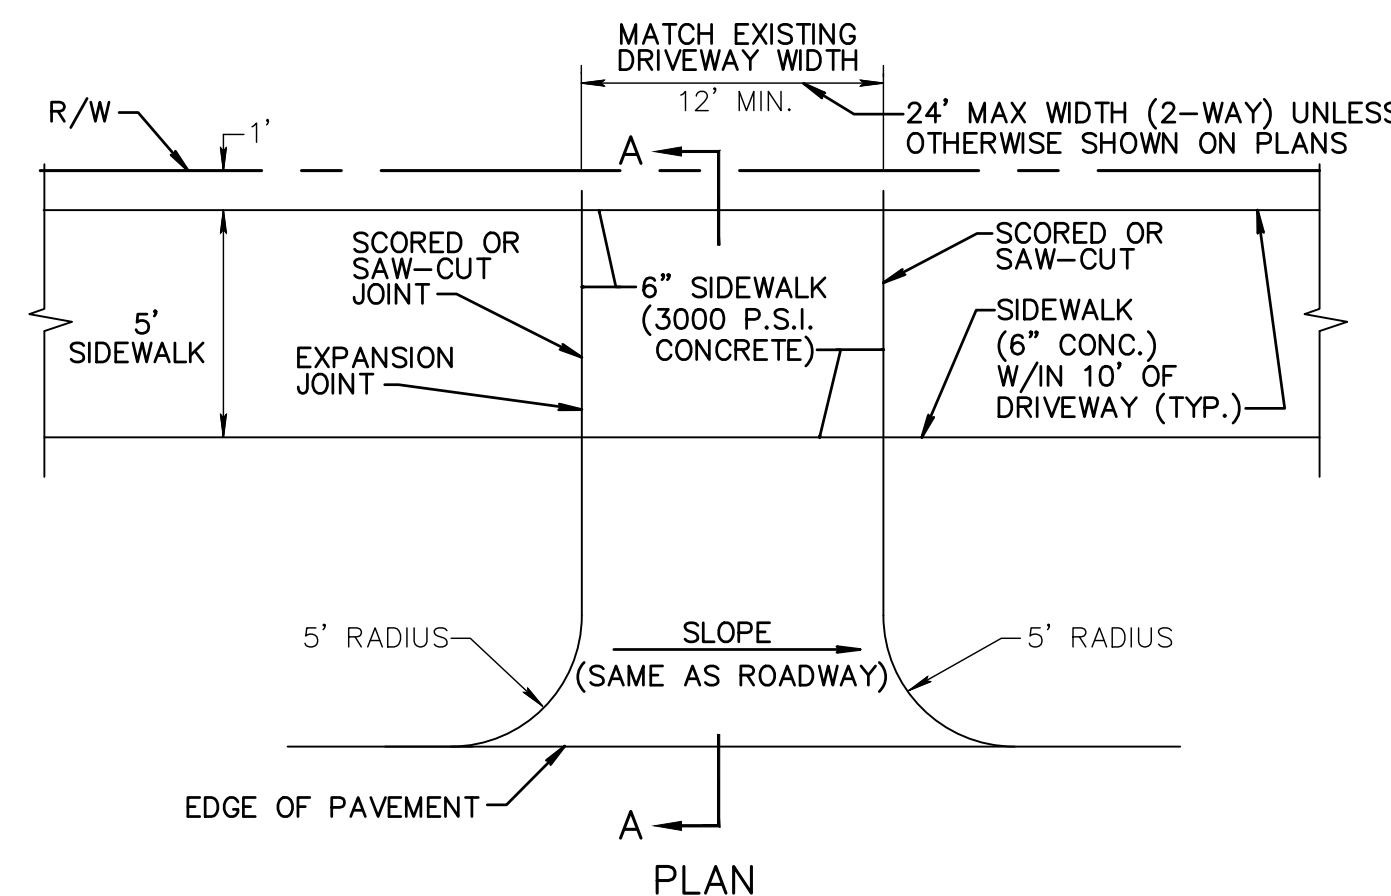 MATCH EXISTING
DRIVEWAY WIDTH
12' MIN.
R/W
1'
24' MAX WIDTH (2-WAY) UNLESS
OTHERWISE SHOWN ON PLANS
A
SCORED OR
SAW-CUT
JOINT
SCORED OR
SAW-CUT
6" SIDEWALK
(3000 P.S.I.
CONCRETE)
5'
SIDEWALK
EXPANSION
JOINT
SIDEWALK
(6" CONC.)
W/IN 10' OF
DRIVEWAY (TYP.)
5' RADIUS
SLOPE
(SAME AS ROADWAY)
5' RADIUS
EDGE OF PAVEMENT
A
PLAN